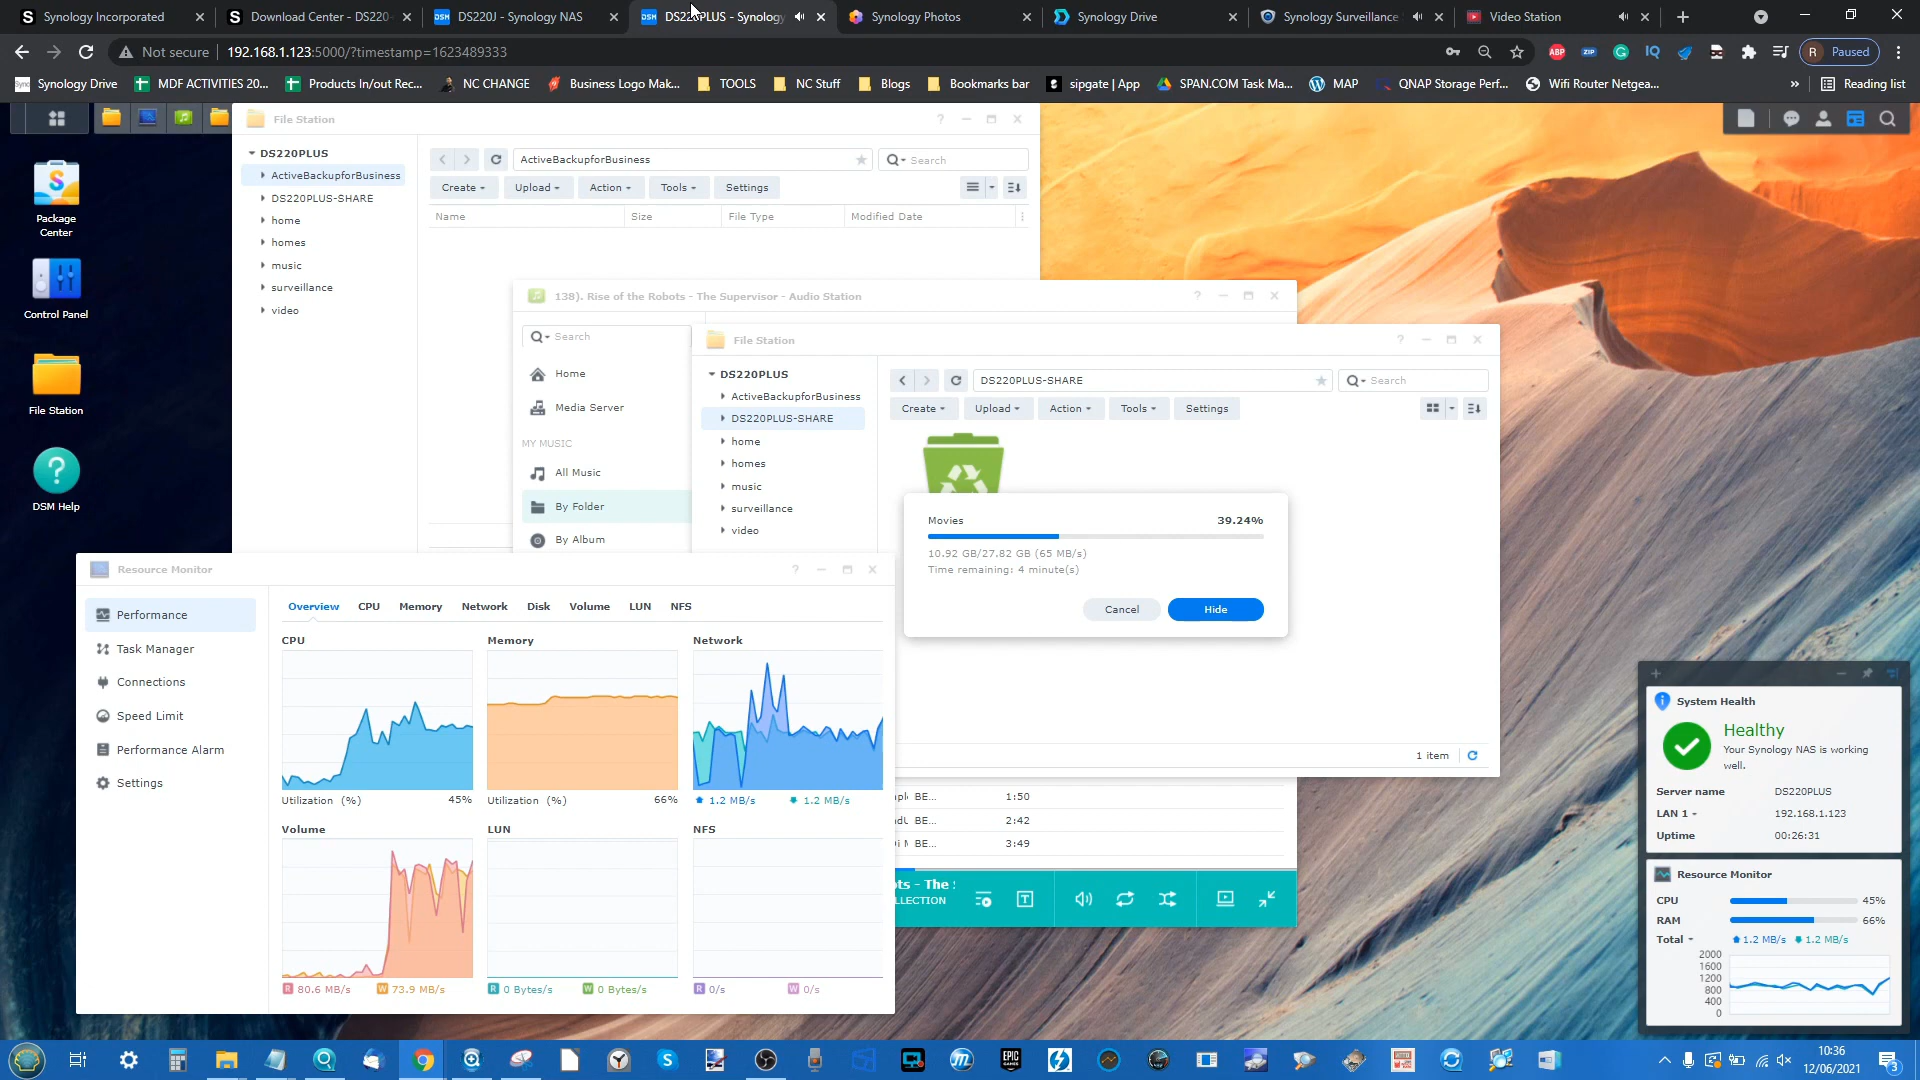 Synology Incorporated
Download Center - DS220
DS220J - Synology NAS
DS220PLUS - Synology
Synology Photos
Synology Drive
Synology Surveillance
Video Station
Not secure
192.168.1.123:5000/?timestamp=1623489333
ABP
ZIP
IQ
R Paused
Synology Drive
MDF ACTIVITIES 20...
Products In/out Rec...
NC CHANGE
Business Logo Mak...
TOOLS
NC Stuff
Blogs
Bookmarks bar
sipgate | App
SPAN.COM Task Ma...
MAP
QNAP Storage Perf...
Wifi Router Netgea...
Reading list
Package
Center
Control Panel
File Station
DSM Help
File Station
DS220PLUS
ActiveBackupforBusiness
DS220PLUS-SHARE
home
homes
music
surveillance
video
ActiveBackupforBusiness
Search
Create
Upload
Action
Tools
Settings
Name
Size
File Type
Modified Date
138). Rise of the Robots - The Supervisor - Audio Station
Search
Home
Media Server
MY MUSIC
All Music
By Folder
By Album
File Station
DS220PLUS
ActiveBackupforBusiness
DS220PLUS-SHARE
home
homes
music
surveillance
video
DS220PLUS-SHARE
Search
Create
Upload
Action
Tools
Settings
Movies
39.24%
10.92 GB/27.82 GB (65 MB/s)
Time remaining: 4 minute(s)
Cancel
Hide
1 item
BE...
1:50
BE...
2:42
BE...
3:49
ts - The
LLECTION
Resource Monitor
Performance
Task Manager
Connections
Speed Limit
Performance Alarm
Settings
Overview
CPU
Memory
Network
Disk
Volume
LUN
NFS
CPU
Memory
Network
Utilization (%)
45%
Utilization (%)
66%
1.2 MB/s
1.2 MB/s
Volume
LUN
NFS
R 80.6 MB/s
W 73.9 MB/s
R 0 Bytes/s
W 0 Bytes/s
R 0/s
W 0/s
System Health
Healthy
Your Synology NAS is working
well.
Server name
DS220PLUS
LAN 1
192.168.1.123
Uptime
00:26:31
Resource Monitor
CPU
45%
RAM
66%
Total
1.2 MB/s
1.2 MB/s
2000
1600
1200
800
400
0
EPIC
10:36
12/06/2021
3